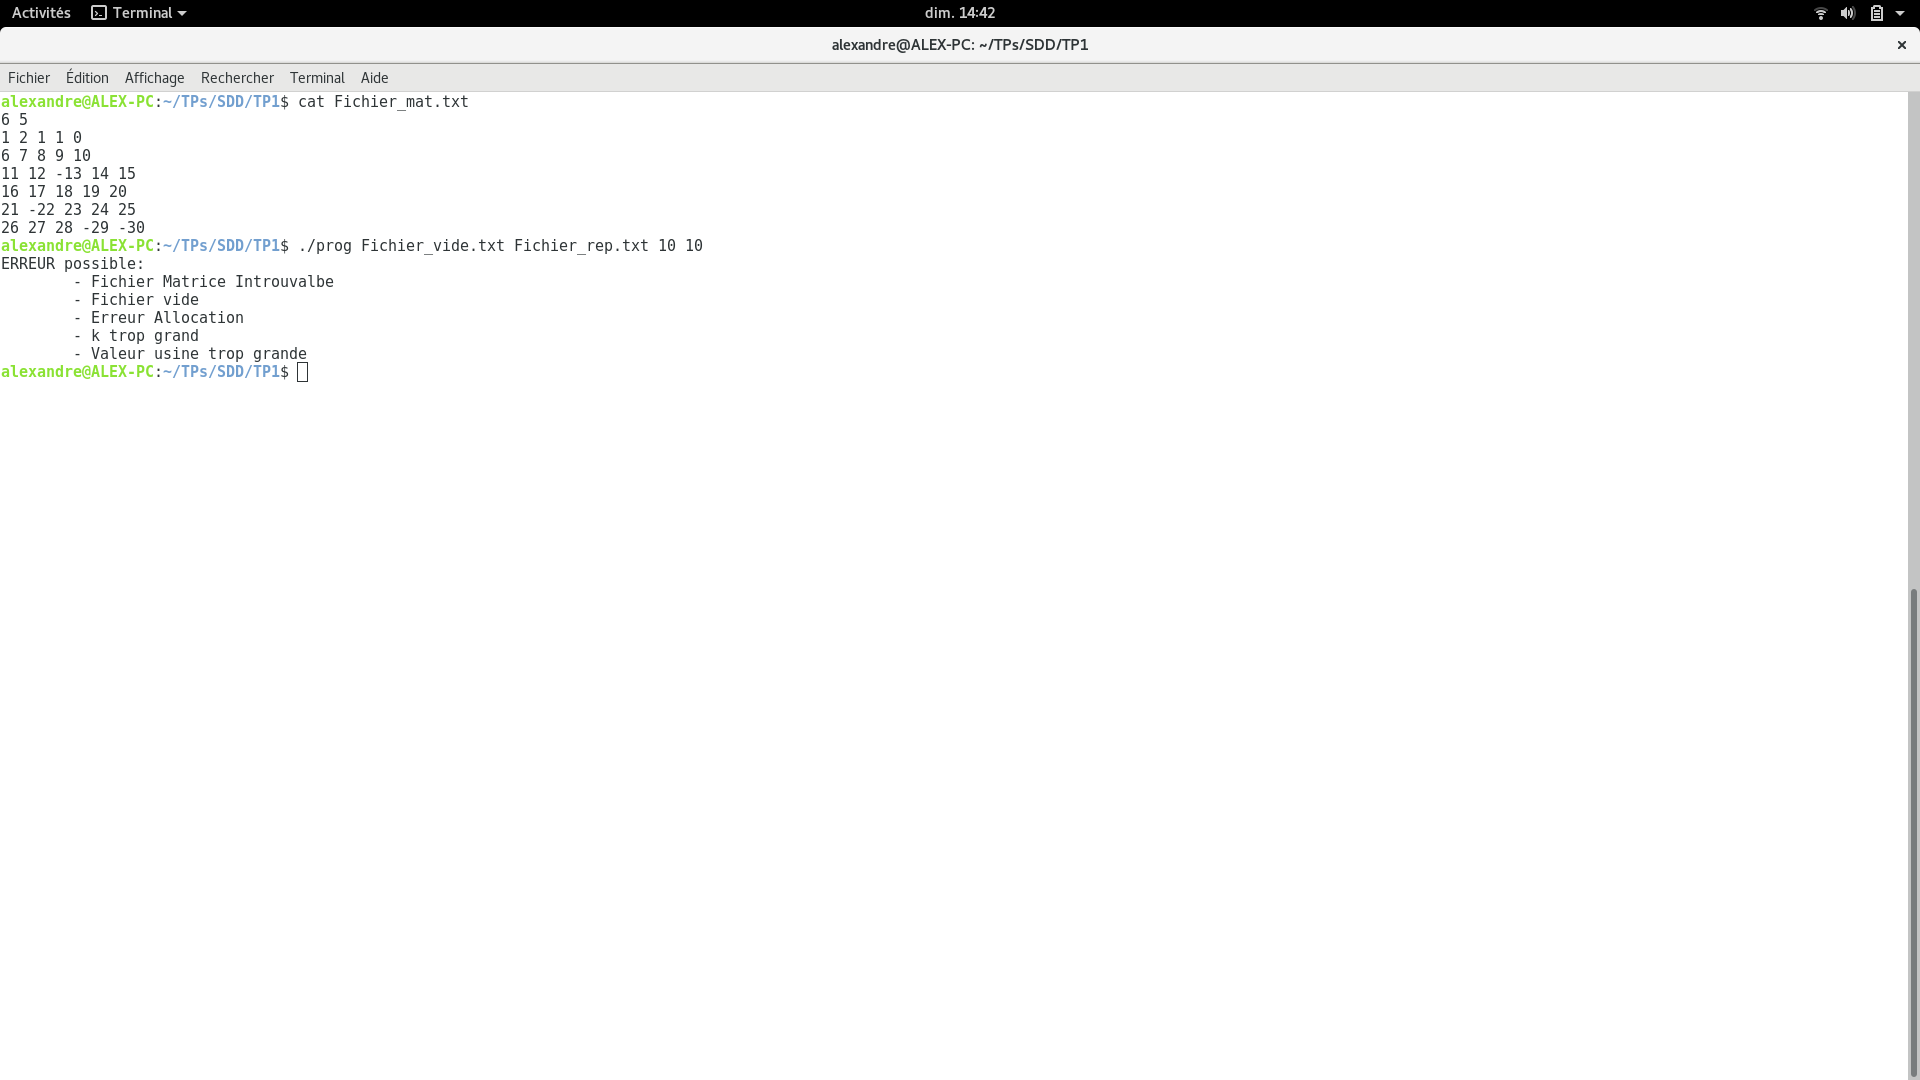 Activités Terminal dim. 14:42
alexandre@ALEX-PC: ~/TPs/SDD/TP1
Fichier Édition Affichage Rechercher Terminal Aide
alexandre@ALEX-PC:~/TPs/SDD/TP1$ cat Fichier_mat.txt
6 5
1 2 1 1 0
6 7 8 9 10
11 12 -13 14 15
16 17 18 19 20
21 -22 23 24 25
26 27 28 -29 -30
alexandre@ALEX-PC:~/TPs/SDD/TP1$ ./prog Fichier_vide.txt Fichier_rep.txt 10 10
ERREUR possible:
- Fichier Matrice Introuvalbe
- Fichier vide
- Erreur Allocation
- k trop grand
- Valeur usine trop grande
alexandre@ALEX-PC:~/TPs/SDD/TP1$